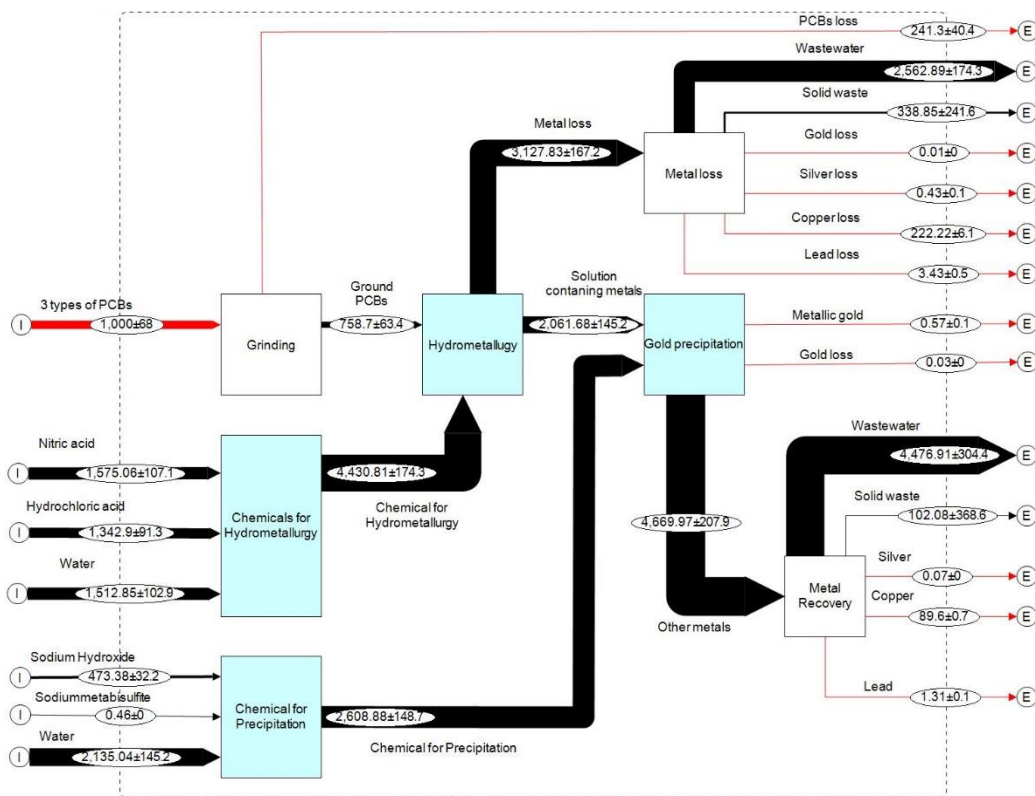 PCBs loss
241.3±40.4
E
Wastewater
2,562.89±174.3
E
Solid waste
338.85±241.6
E
Metal loss
3,127.83±167.2
Metal loss
Gold loss
0.01±0
E
Silver loss
0.43±0.1
E
Copper loss
222.22±6.1
E
Lead loss
3.43±0.5
E
3 types of PCBs
I
1,000±68
Grinding
Ground
PCBs
758.7±63.4
Hydrometallugy
Solution
contaning metals
2,061.68±145.2
Gold precipitation
Metallic gold
0.57±0.1
E
Gold loss
0.03±0
E
Nitric acid
I
1,575.06±107.1
Hydrochloric acid
I
1,342.9±91.3
Water
I
1,512.85±102.9
Chemicals for
Hydrometallurgy
4,430.81±174.3
Chemical for
Hydrometallurgy
4,669.97±207.9
Other metals
Metal
Recovery
Wastewater
4,476.91±304.4
E
Solid waste
102.08±368.6
E
Silver
0.07±0
E
Copper
89.6±0.7
E
Lead
1.31±0.1
E
Sodium Hydroxide
I
473.38±32.2
Sodiummetabisulfite
I
0.46±0
Water
I
2,135.04±145.2
Chemical for
Precipitation
2,608.88±148.7
Chemical for Precipitation